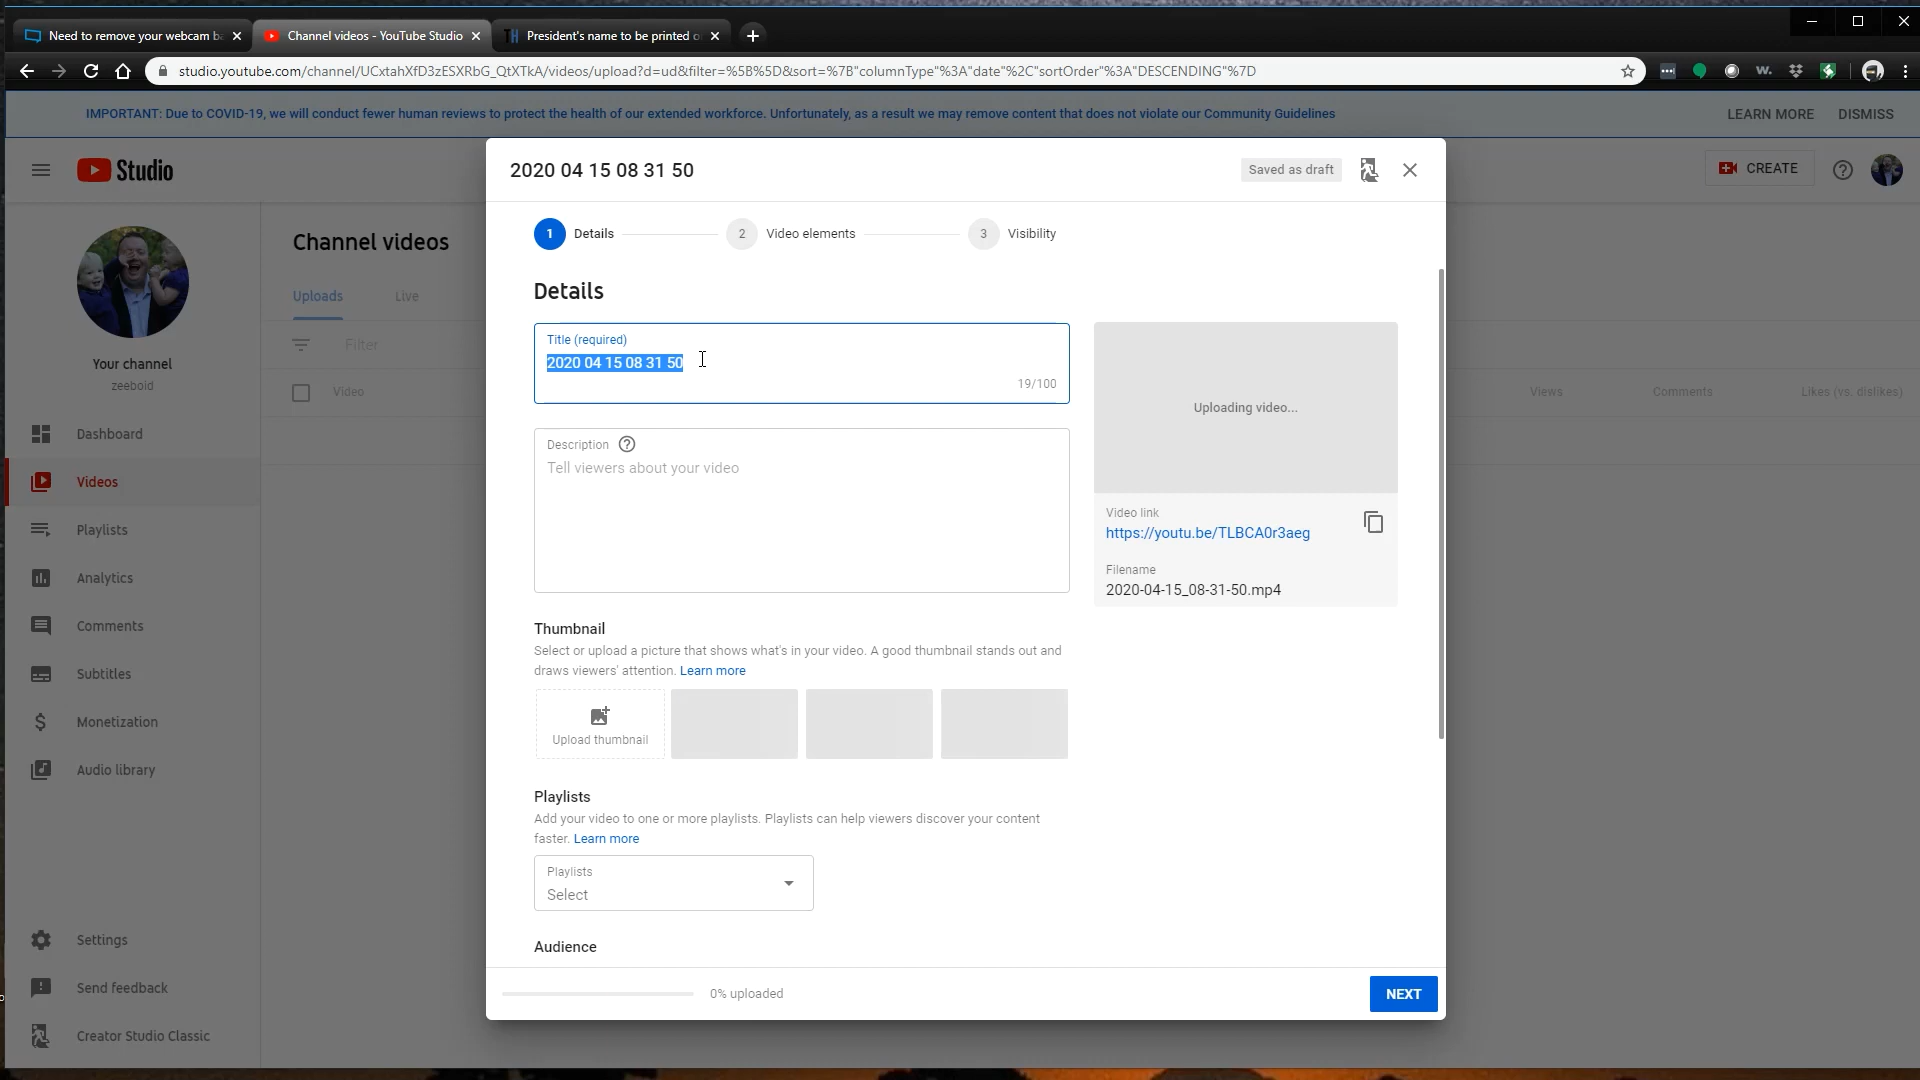 Need to remove your webcam b
Channel videos - YouTube Studio
President's name to be printed o
studio.youtube.com/channel/UCxtahXfD3zESXRbG_QtXTkA/videos/upload?d=ud&filter=%5B%5D&sort=%7B"columnType"%3A"date"%2C"sortOrder"%3A"DESCENDING"%7D
IMPORTANT: Due to COVID-19, we will conduct fewer human reviews to protect the health of our extended workforce. Unfortunately, as a result we may remove content that does not violate our Community Guidelines
LEARN MORE
DISMISS
Studio
CREATE
Your channel
zeeboid
Dashboard
Videos
Playlists
Analytics
Comments
Subtitles
Monetization
Audio library
Settings
Send feedback
Creator Studio Classic
Channel videos
Uploads
Live
Filter
Video
Views
Comments
Likes (vs. dislikes)
2020 04 15 08 31 50
Saved as draft
1 Details
2 Video elements
3 Visibility
Details
Title (required)
2020 04 15 08 31 50
19/100
Description
Tell viewers about your video
Uploading video...
Video link
https://youtu.be/TLBCA0r3aeg
Filename
2020-04-15_08-31-50.mp4
Thumbnail
Select or upload a picture that shows what's in your video. A good thumbnail stands out and
draws viewers' attention. Learn more
Upload thumbnail
Playlists
Add your video to one or more playlists. Playlists can help viewers discover your content
faster. Learn more
Playlists
Select
Audience
0% uploaded
NEXT